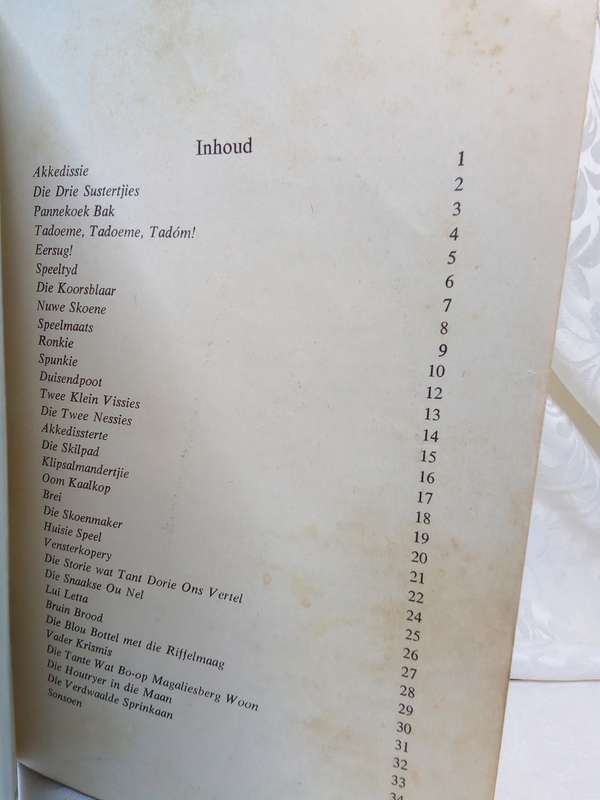 Inhoud
Akkedissie 1
Die Drie Sustertjies 2
Pannekoek Bak 3
Tadoeme, Tadoeme, Tadóm! 4
Eersug! 5
Speeltyd 6
Die Koorsblaar 7
Nuwe Skoene 8
Speelmaats 9
Ronkie 10
Spunkie 12
Duisendpoot 13
Twee Klein Vissies 14
Die Twee Nessies 15
Akkedissterte 16
Die Skilpad 17
Klipsalmandertjie 18
Oom Kaalkop 19
Brei 20
Die Skoenmaker 21
Huisie Speel 22
Vensterkopery 24
Die Storie wat Tant Dorie Ons Vertel 25
Die Snaakse Ou Nel 26
Lui Letta 27
Bruin Brood 28
Die Blou Bottel met die Riffelmaag 29
Vader Krismis 30
Die Tante Wat Bo-op Magaliesberg Woon 31
Die Houtryer in die Maan 32
Die Verdwaalde Sprinkaan 33
Sonsoen 34